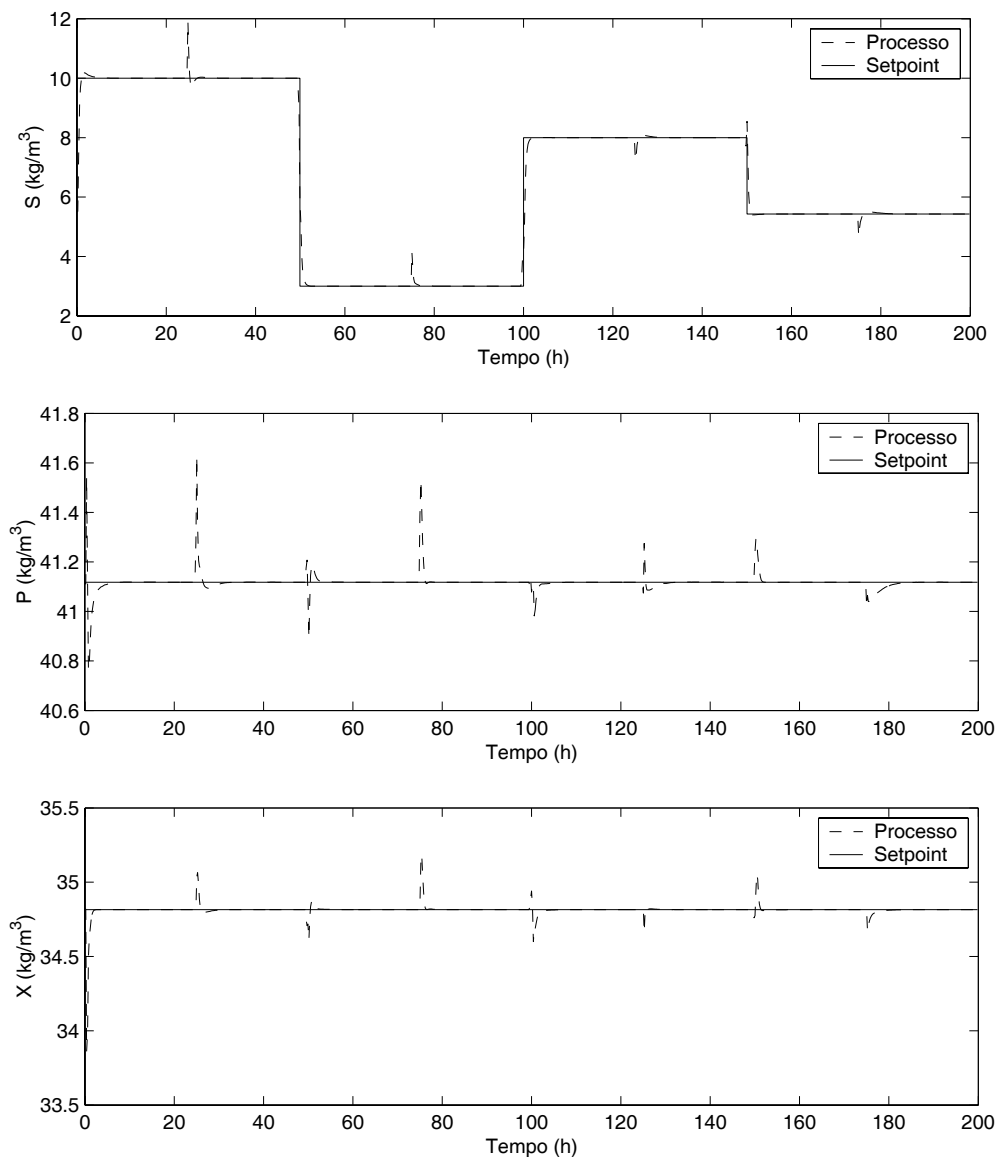 12
10
8
6
4
2
S (kg/m³)
Processo
Setpoint
0 20 40 60 80 100 120 140 160 180 200
Tempo (h)
41.8
41.6
41.4
41.2
41
40.8
40.6
P (kg/m³)
Processo
Setpoint
0 20 40 60 80 100 120 140 160 180 200
Tempo (h)
35.5
35
34.5
34
33.5
X (kg/m³)
Processo
Setpoint
0 20 40 60 80 100 120 140 160 180 200
Tempo (h)